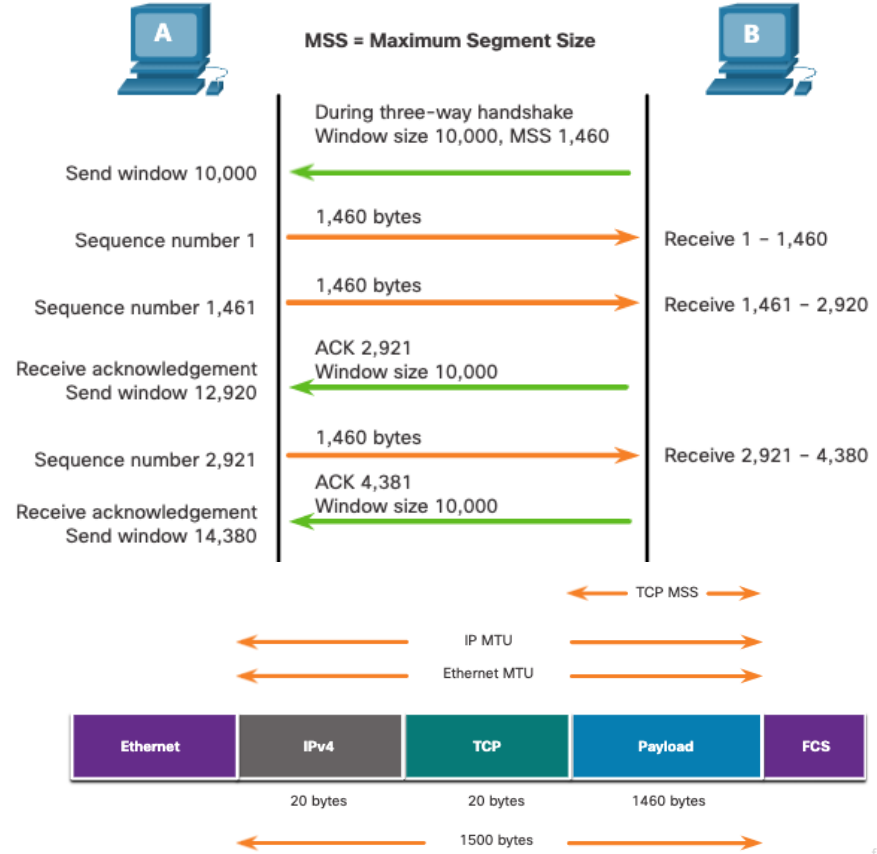 A
MSS = Maximum Segment Size
B
During three-way handshake
Window size 10,000, MSS 1,460
Send window 10,000
1,460 bytes
Sequence number 1
Receive 1 – 1,460
1,460 bytes
Sequence number 1,461
Receive 1,461 – 2,920
ACK 2,921
Window size 10,000
Receive acknowledgement
Send window 12,920
1,460 bytes
Sequence number 2,921
Receive 2,921 – 4,380
ACK 4,381
Window size 10,000
Receive acknowledgement
Send window 14,380
TCP MSS
IP MTU
Ethernet MTU
Ethernet
IPv4
TCP
Payload
FCS
20 bytes
20 bytes
1460 bytes
1500 bytes